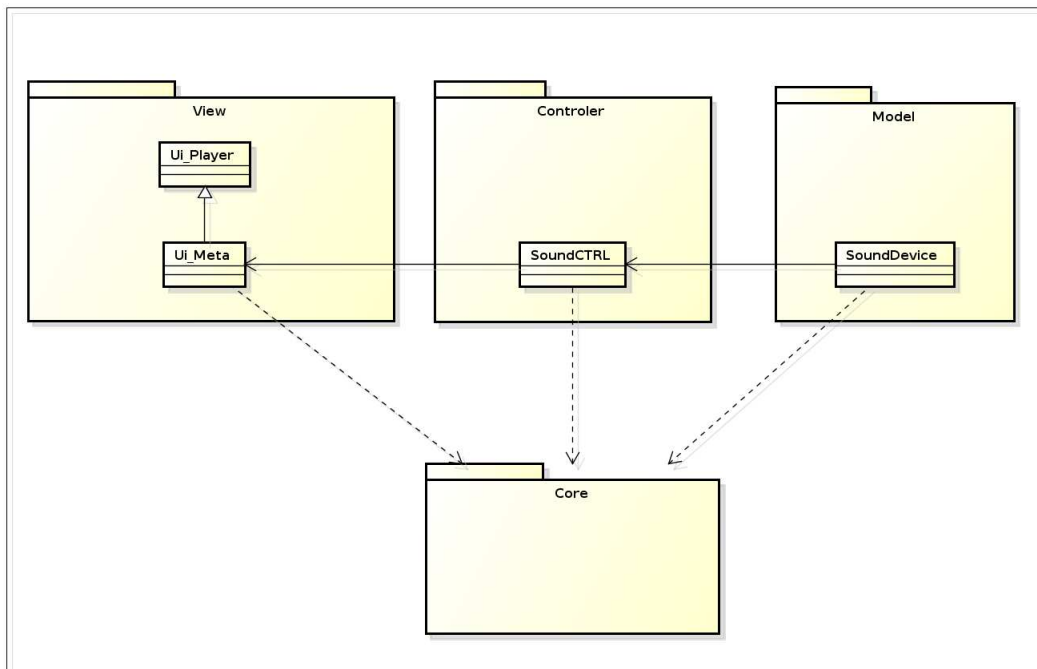 View
Controler
Model
Ui_Player
Ui_Meta
SoundCTRL
SoundDevice
Core